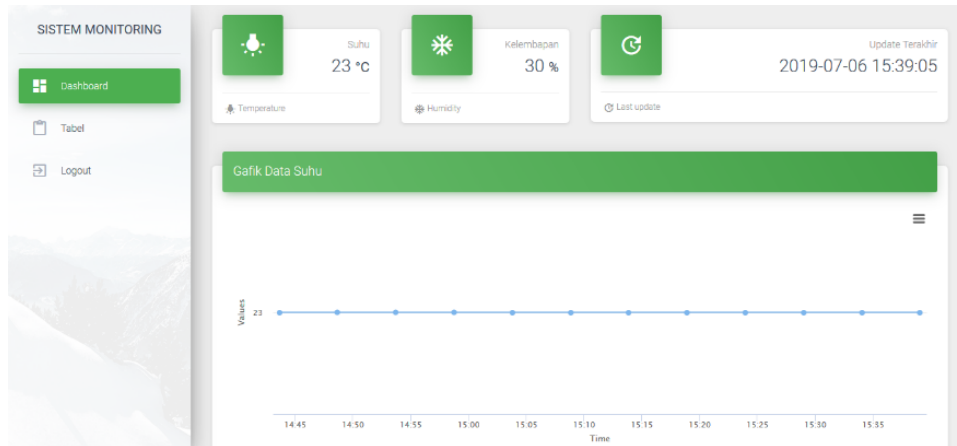 SISTEM MONITORING
Dashboard
Tabel
Logout
Suhu
23 °C
Temperature
Kelembapan
30 %
Humidity
Update Terakhir
2019-07-06 15:39:05
Last update
Gafik Data Suhu
Values
23
14:45 14:50 14:55 15:00 15:05 15:10 15:15 15:20 15:25 15:30 15:35
Time